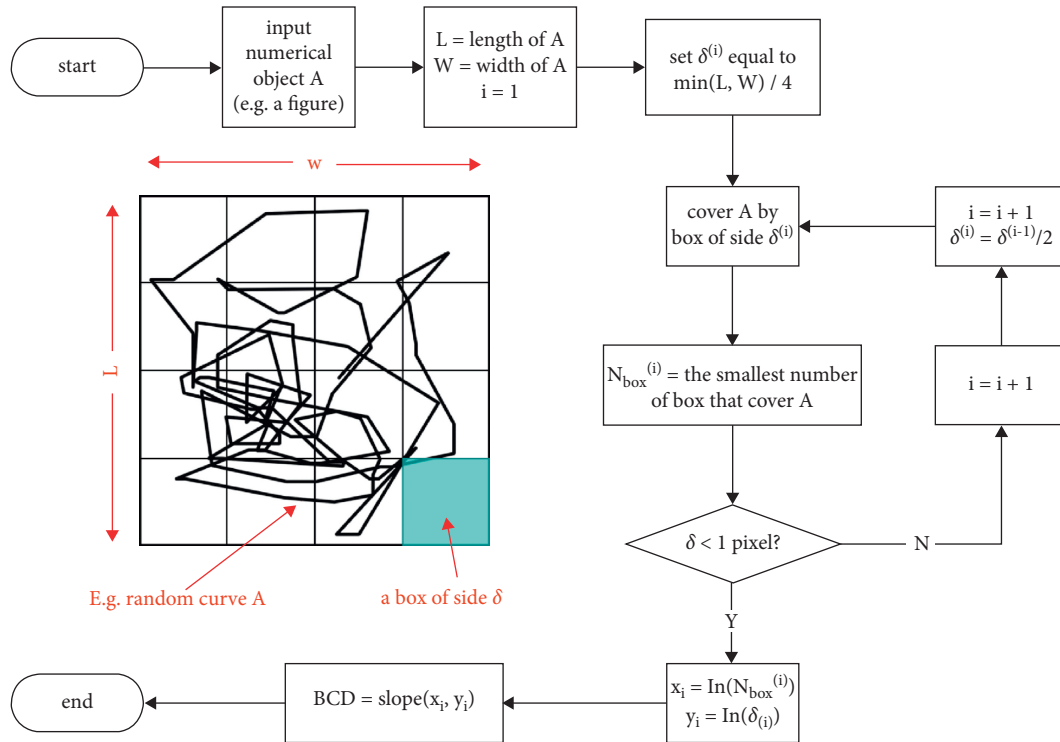 start
input
numerical
object A
(e.g. a figure)
L = length of A
W = width of A
i = 1
set δ^(i) equal to
min(L, W) / 4
w
L
cover A by
box of side δ^(i)
i = i + 1
δ^(i) = δ^(i-1)/2
N_box^(i) = the smallest number
of box that cover A
i = i + 1
δ < 1 pixel?
N
E.g. random curve A
a box of side δ
Y
end
BCD = slope(x_i, y_i)
x_i = In(N_box^(i))
y_i = In(δ_(i))